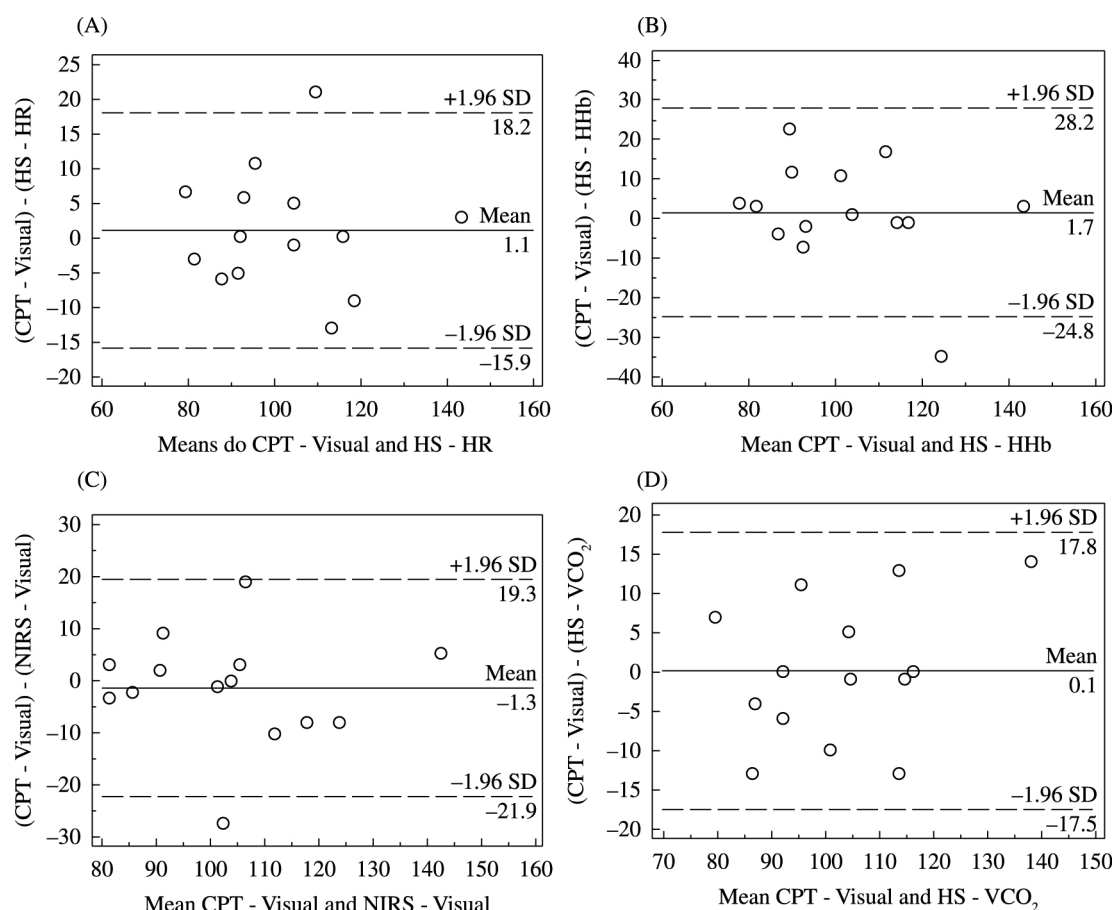 (A)
((CPT - Visual) - (HS - HR)
25
20
15
10
5
0
–5
–10
–15
–20
+1.96 SD
18.2
Mean
1.1
–1.96 SD
–15.9
60 80 100 120 140 160
Means do CPT - Visual and HS - HR
(B)
((CPT - Visual) - (HS - HHb)
40
30
20
10
0
–10
–20
–30
–40
+1.96 SD
28.2
Mean
1.7
–1.96 SD
–24.8
60 80 100 120 140 160
Mean CPT - Visual and HS - HHb
(C)
((CPT - Visual) - (NIRS - Visual)
30
20
10
0
–10
–20
–30
+1.96 SD
19.3
Mean
–1.3
–1.96 SD
–21.9
80 90 100 110 120 130 140 150 160
Mean CPT - Visual and NIRS - Visual
(D)
((CPT - Visual) - (HS - VCO₂)
20
15
10
5
0
–5
–10
–15
–20
+1.96 SD
17.8
Mean
0.1
–1.96 SD
–17.5
70 80 90 100 110 120 130 140 150
Mean CPT - Visual and HS - VCO₂